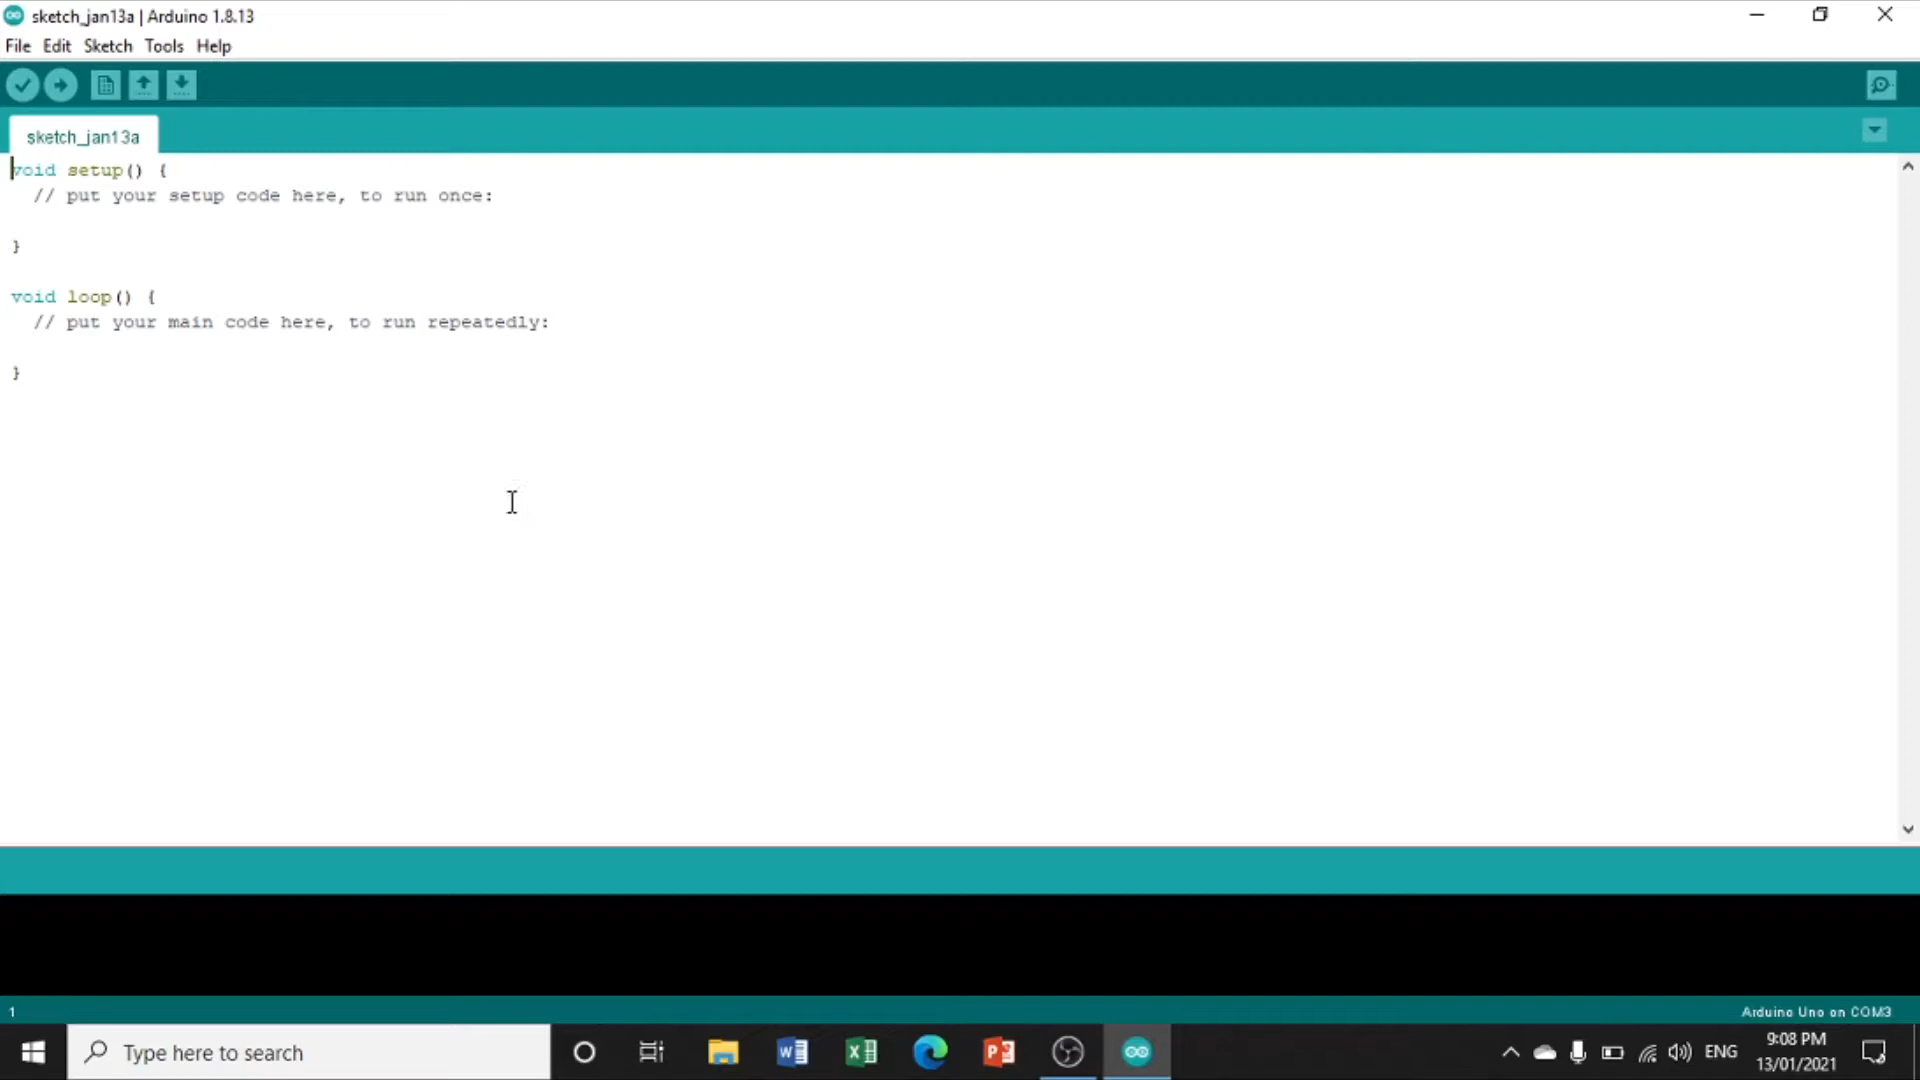 sketch_jan13a | Arduino 1.8.13
File Edit Sketch Tools Help
sketch_jan13a
void setup() {
// put your setup code here, to run once:
}
void loop() {
// put your main code here, to run repeatedly:
}
1
Arduino Uno on COM3
Type here to search
ENG
9:08 PM
13/01/2021